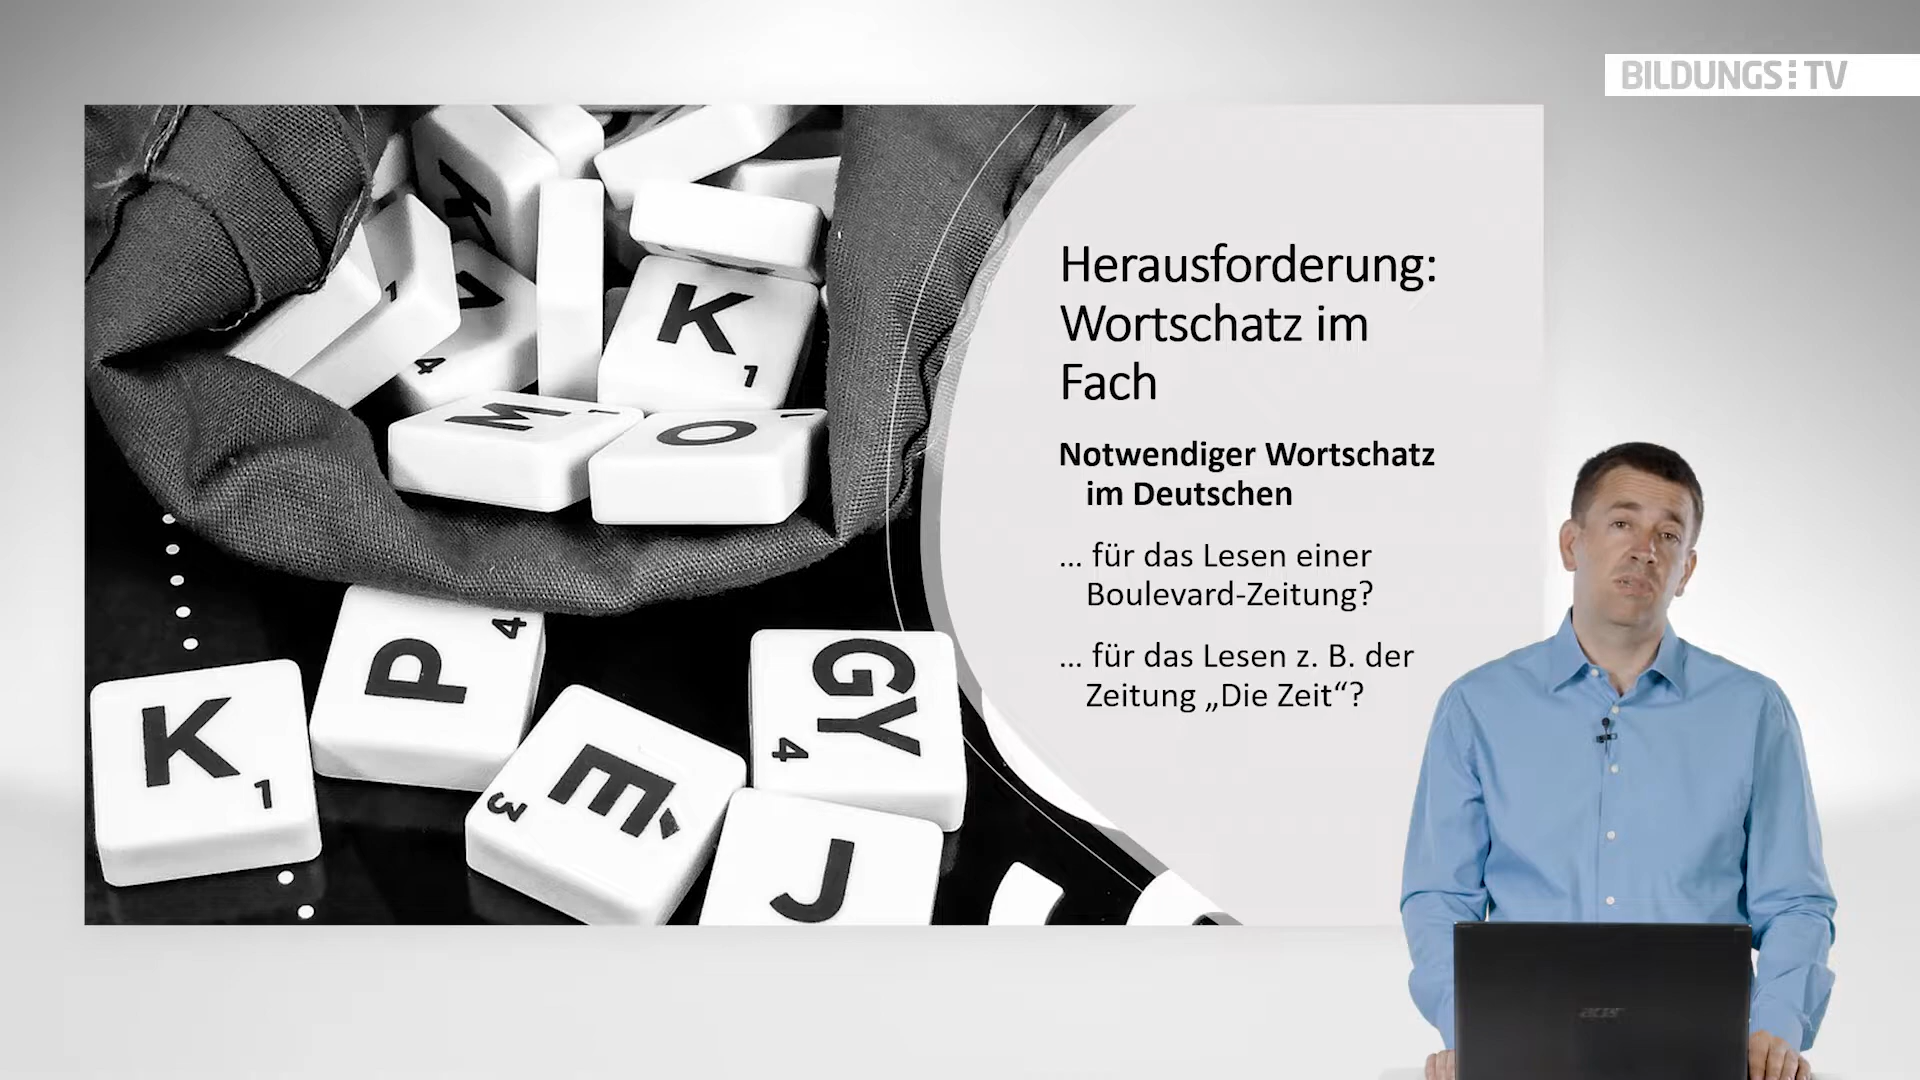 BILDUNGS:TV
Herausforderung:
Wortschatz im
Fach
Notwendiger Wortschatz
im Deutschen
... für das Lesen einer
Boulevard-Zeitung?
... für das Lesen z. B. der
Zeitung „Die Zeit“?
K
1
4
K
1
M
O
P
4
GY
4
K
1
É
3
J
acer